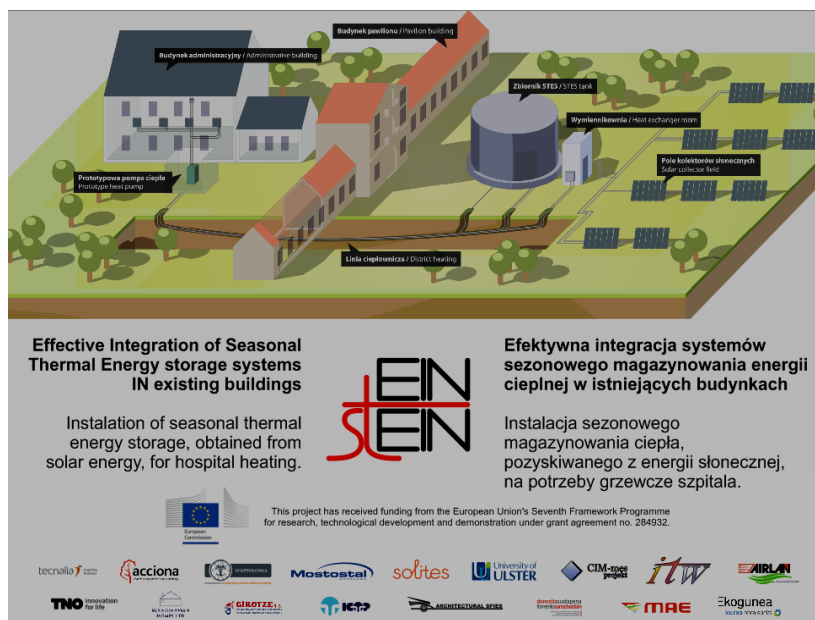 Budynek pawilonu / Pavilion building
Budynek administracyjny / Administrative building
Zbiornik STES / STES tank
Wymiennikownia / Heat exchanger room
Pole kolektorów słonecznych
Solar collector field
Prototypowa pompa ciepła
Prototype heat pump
Linia ciepłownicza / District heating
Effective Integration of Seasonal
Thermal Energy storage systems
IN existing buildings
Instalation of seasonal thermal
energy storage, obtained from
solar energy, for hospital heating.
EIN
stEIN
Efektywna integracja systemów
sezonowego magazynowania energii
cieplnej w istniejących budynkach
Instalacja sezonowego
magazynowania ciepła,
pozyskiwanego z energii słonecznej,
na potrzeby grzewcze szpitala.
European
Commission
This project has received funding from the European Union's Seventh Framework Programme
for research, technological development and demonstration under grant agreement no. 284932.
tecnalia
acciona
D'APPOLONIA
Mostostal
WARSZAWA
solites
University of
ULSTER
CIM-mes
projekt
itw
AIRLAN
TNO innovation
for life
GIROTZE
ICTP
ARCHITECTURAL SPIES
MAE
Ekogunea